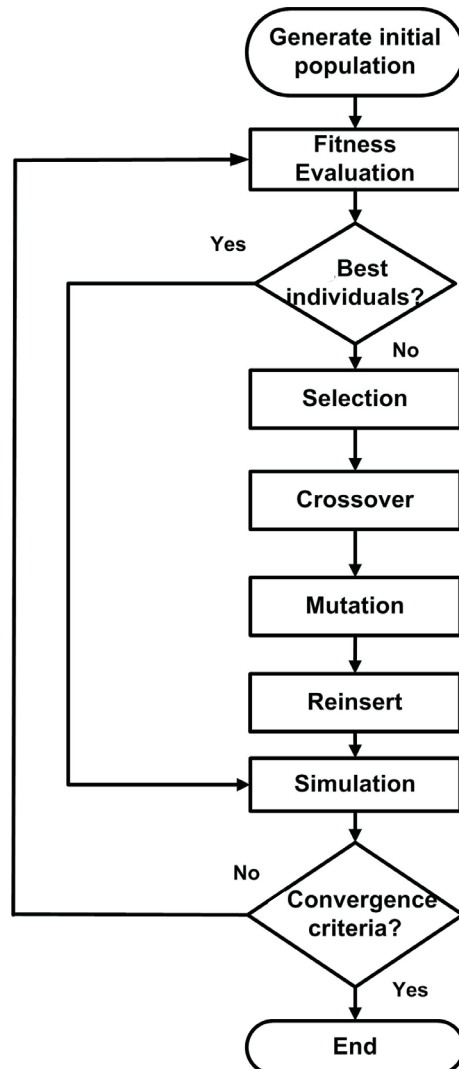 Generate initial
population
Fitness
Evaluation
Yes
Best
individuals?
No
Selection
Crossover
Mutation
Reinsert
Simulation
No
Convergence
criteria?
Yes
End